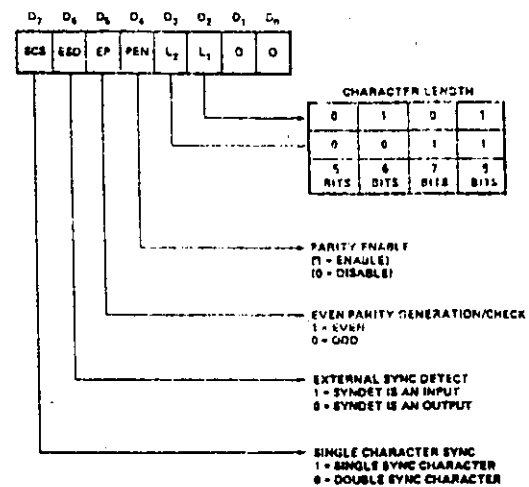 D7 D6 D5 D4 D3 D2 D1 D0
SCS ESD EP PEN L2 L1 0 0
CHARACTER LENGTH
0 1 0 1
0 0 1 1
5 BITS 6 BITS 7 BITS 8 BITS
PARITY ENABLE
(1 = ENABLE)
(0 = DISABLE)
EVEN PARITY GENERATION/CHECK
1 = EVEN
0 = ODD
EXTERNAL SYNC DETECT
1 = SYNDET IS AN INPUT
0 = SYNDET IS AN OUTPUT
SINGLE CHARACTER SYNC
1 = SINGLE SYNC CHARACTER
0 = DOUBLE SYNC CHARACTER